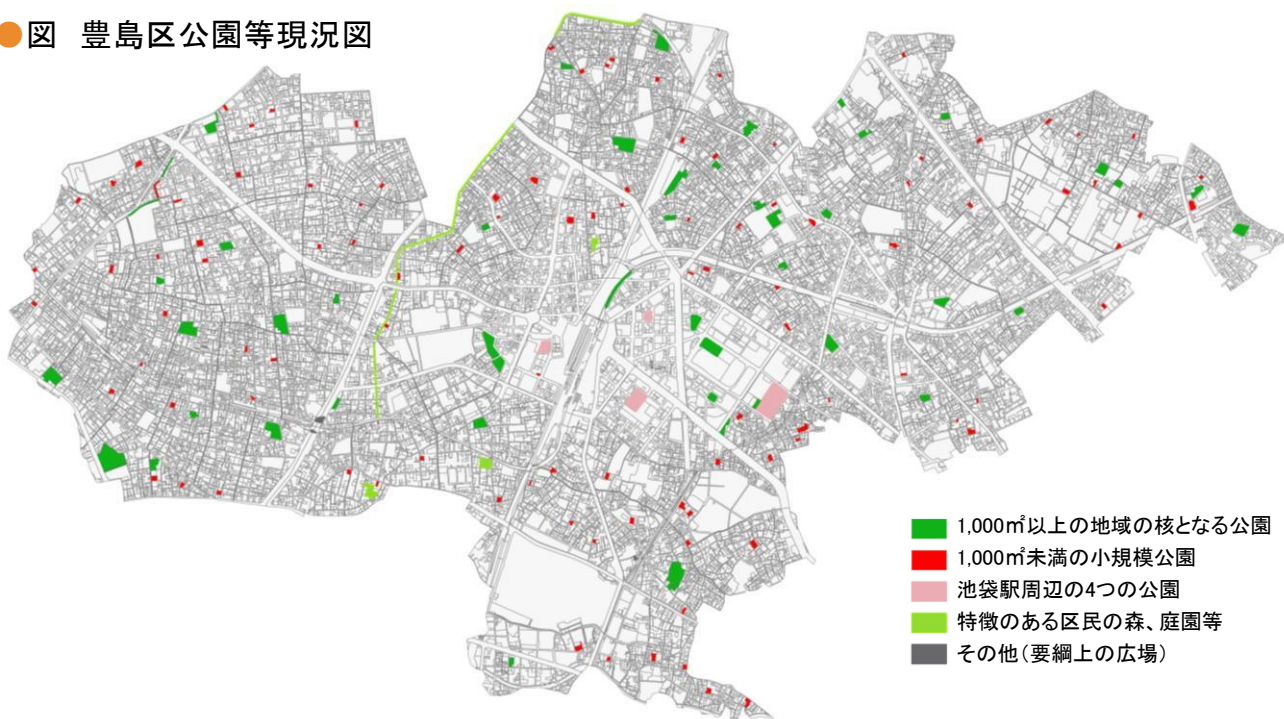 図 豊島区公園等現況図
1,000㎡以上の地域の核となる公園
1,000㎡未満の小規模公園
池袋駅周辺の4つの公園
特徴のある区民の森、庭園等
その他(要綱上の広場)